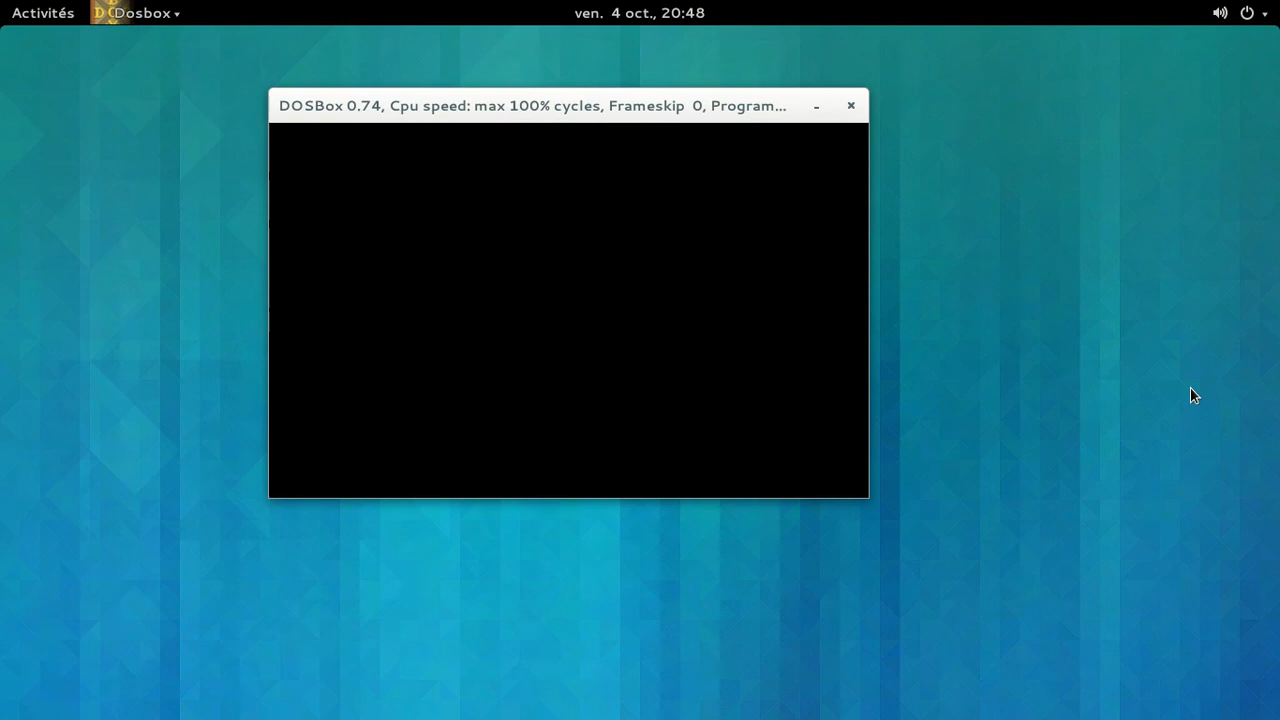 Activités Dosbox ven. 4 oct., 20:48
DOSBox 0.74, Cpu speed: max 100% cycles, Frameskip 0, Program...